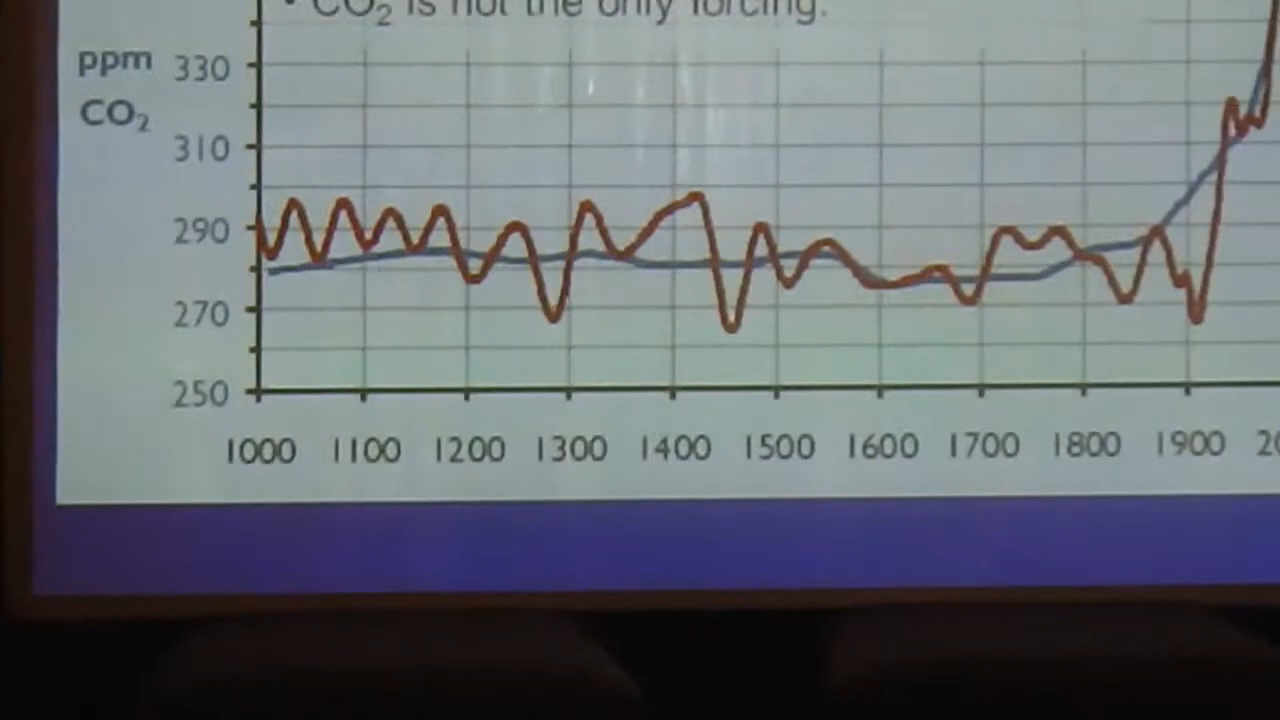 • CO₂ is not the only forcing.
ppm
CO₂
330
310
290
270
250
1000 1100 1200 1300 1400 1500 1600 1700 1800 1900